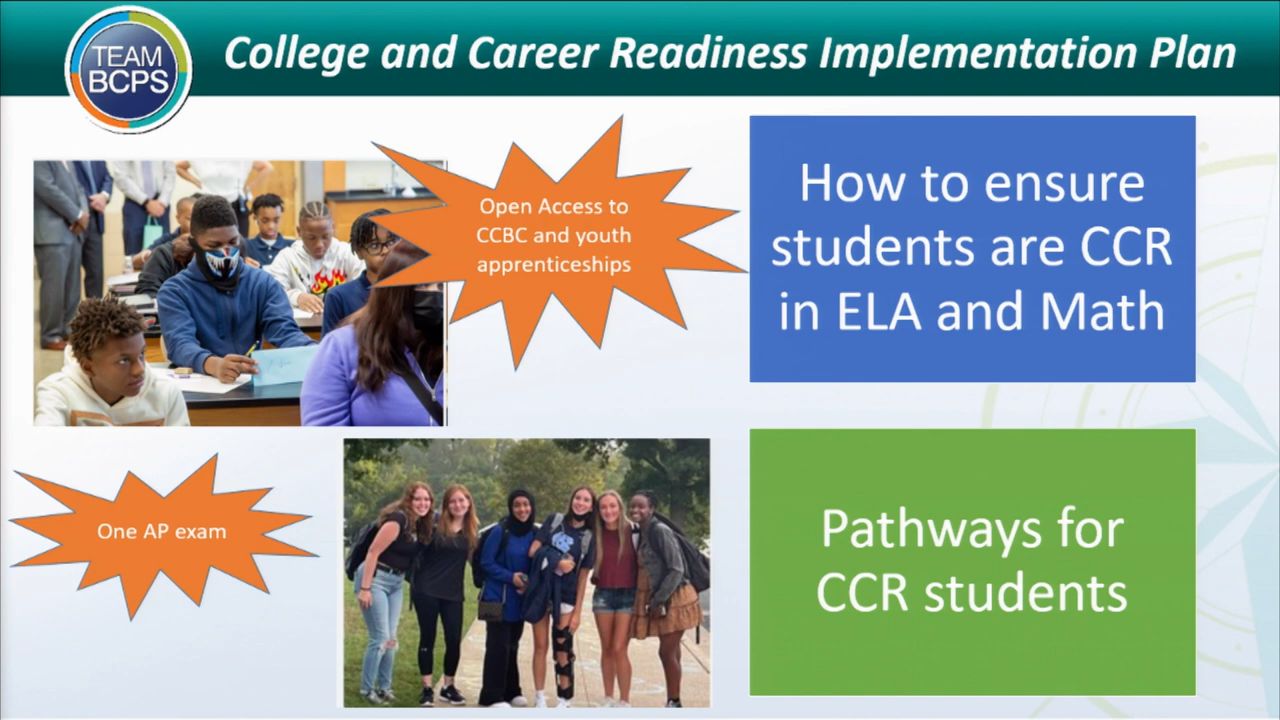 TEAM
BCPS
College and Career Readiness Implementation Plan
Open Access to
CCBC and youth
apprenticeships
How to ensure
students are CCR
in ELA and Math
One AP exam
Pathways for
CCR students